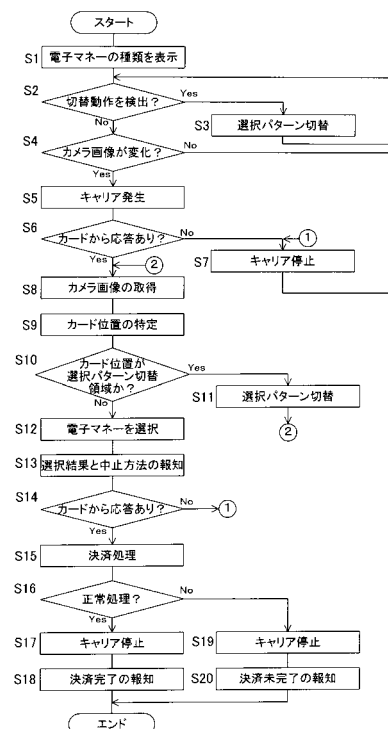 スタート
S1
電子マネーの種類を表示
S2
切替動作を検出?
Yes
No
S3
選択パターン切替
S4
カメラ画像が変化?
No
Yes
S5
キャリア発生
S6
カードから応答あり?
No
①
Yes
②
S7
キャリア停止
S8
カメラ画像の取得
S9
カード位置の特定
S10
カード位置が
選択パターン切替
領域か?
Yes
No
S11
選択パターン切替
②
S12
電子マネーを選択
S13
選択結果と中止方法の報知
S14
カードから応答あり?
No
①
Yes
S15
決済処理
S16
正常処理?
No
Yes
S17
キャリア停止
S19
キャリア停止
S18
決済完了の報知
S20
決済未完了の報知
エンド